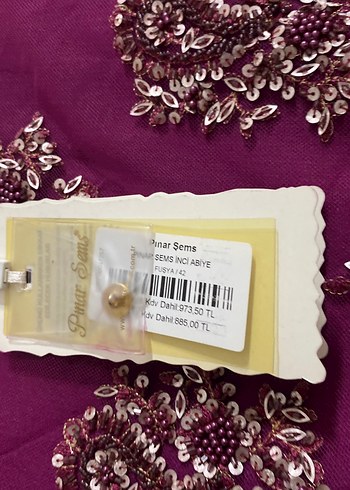 Pınar Şems
Pınar Şems
SEMS İNCİ ABİYE
FUŞYA / 42
Kdv Dahil:973,50 TL
Kdv Dahil:885,00 TL